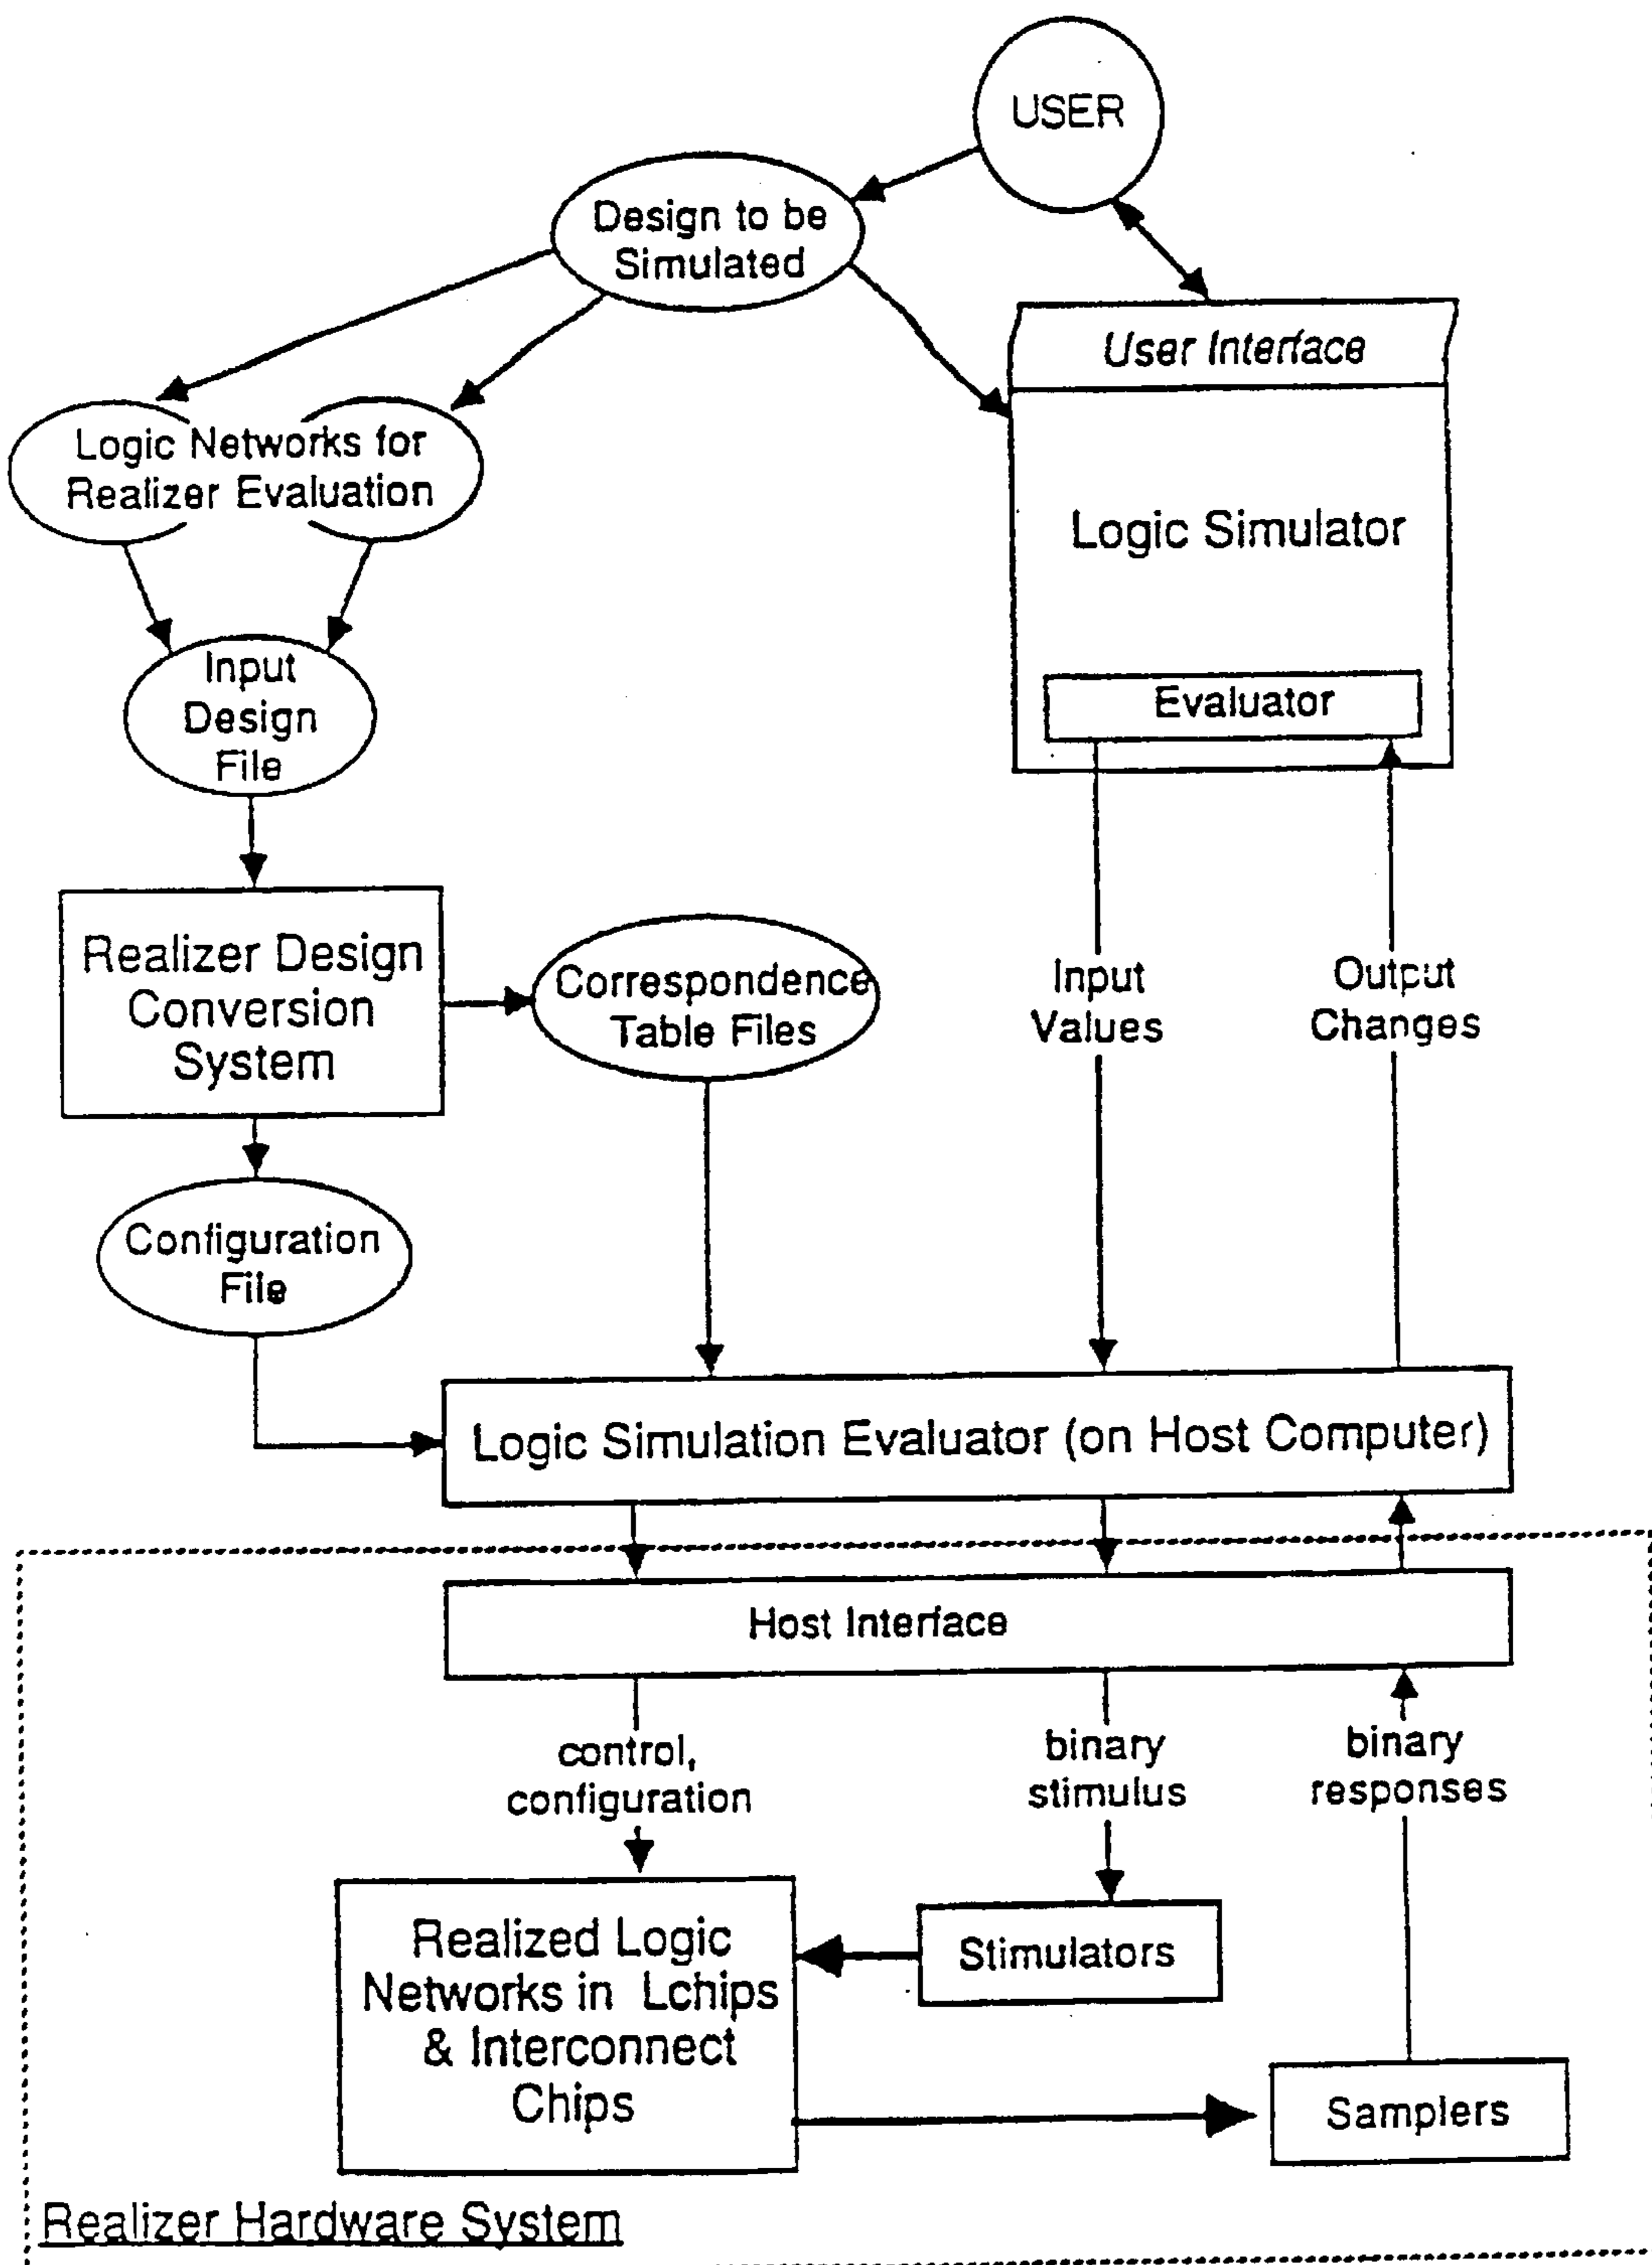 USER
Design to be
Simulated
User Interface
Logic Networks for
Realizer Evaluation
Logic Simulator
Input
Design
File
Evaluator
Realizer Design
Conversion
System
Correspondence
Table Files
Input
Values
Output
Changes
Configuration
File
Logic Simulation Evaluator (on Host Computer)
Host Interface
control,
configuration
binary
stimulus
binary
responses
Realized Logic
Networks in Lchips
& Interconnect
Chips
Stimulators
Samplers
Realizer Hardware System